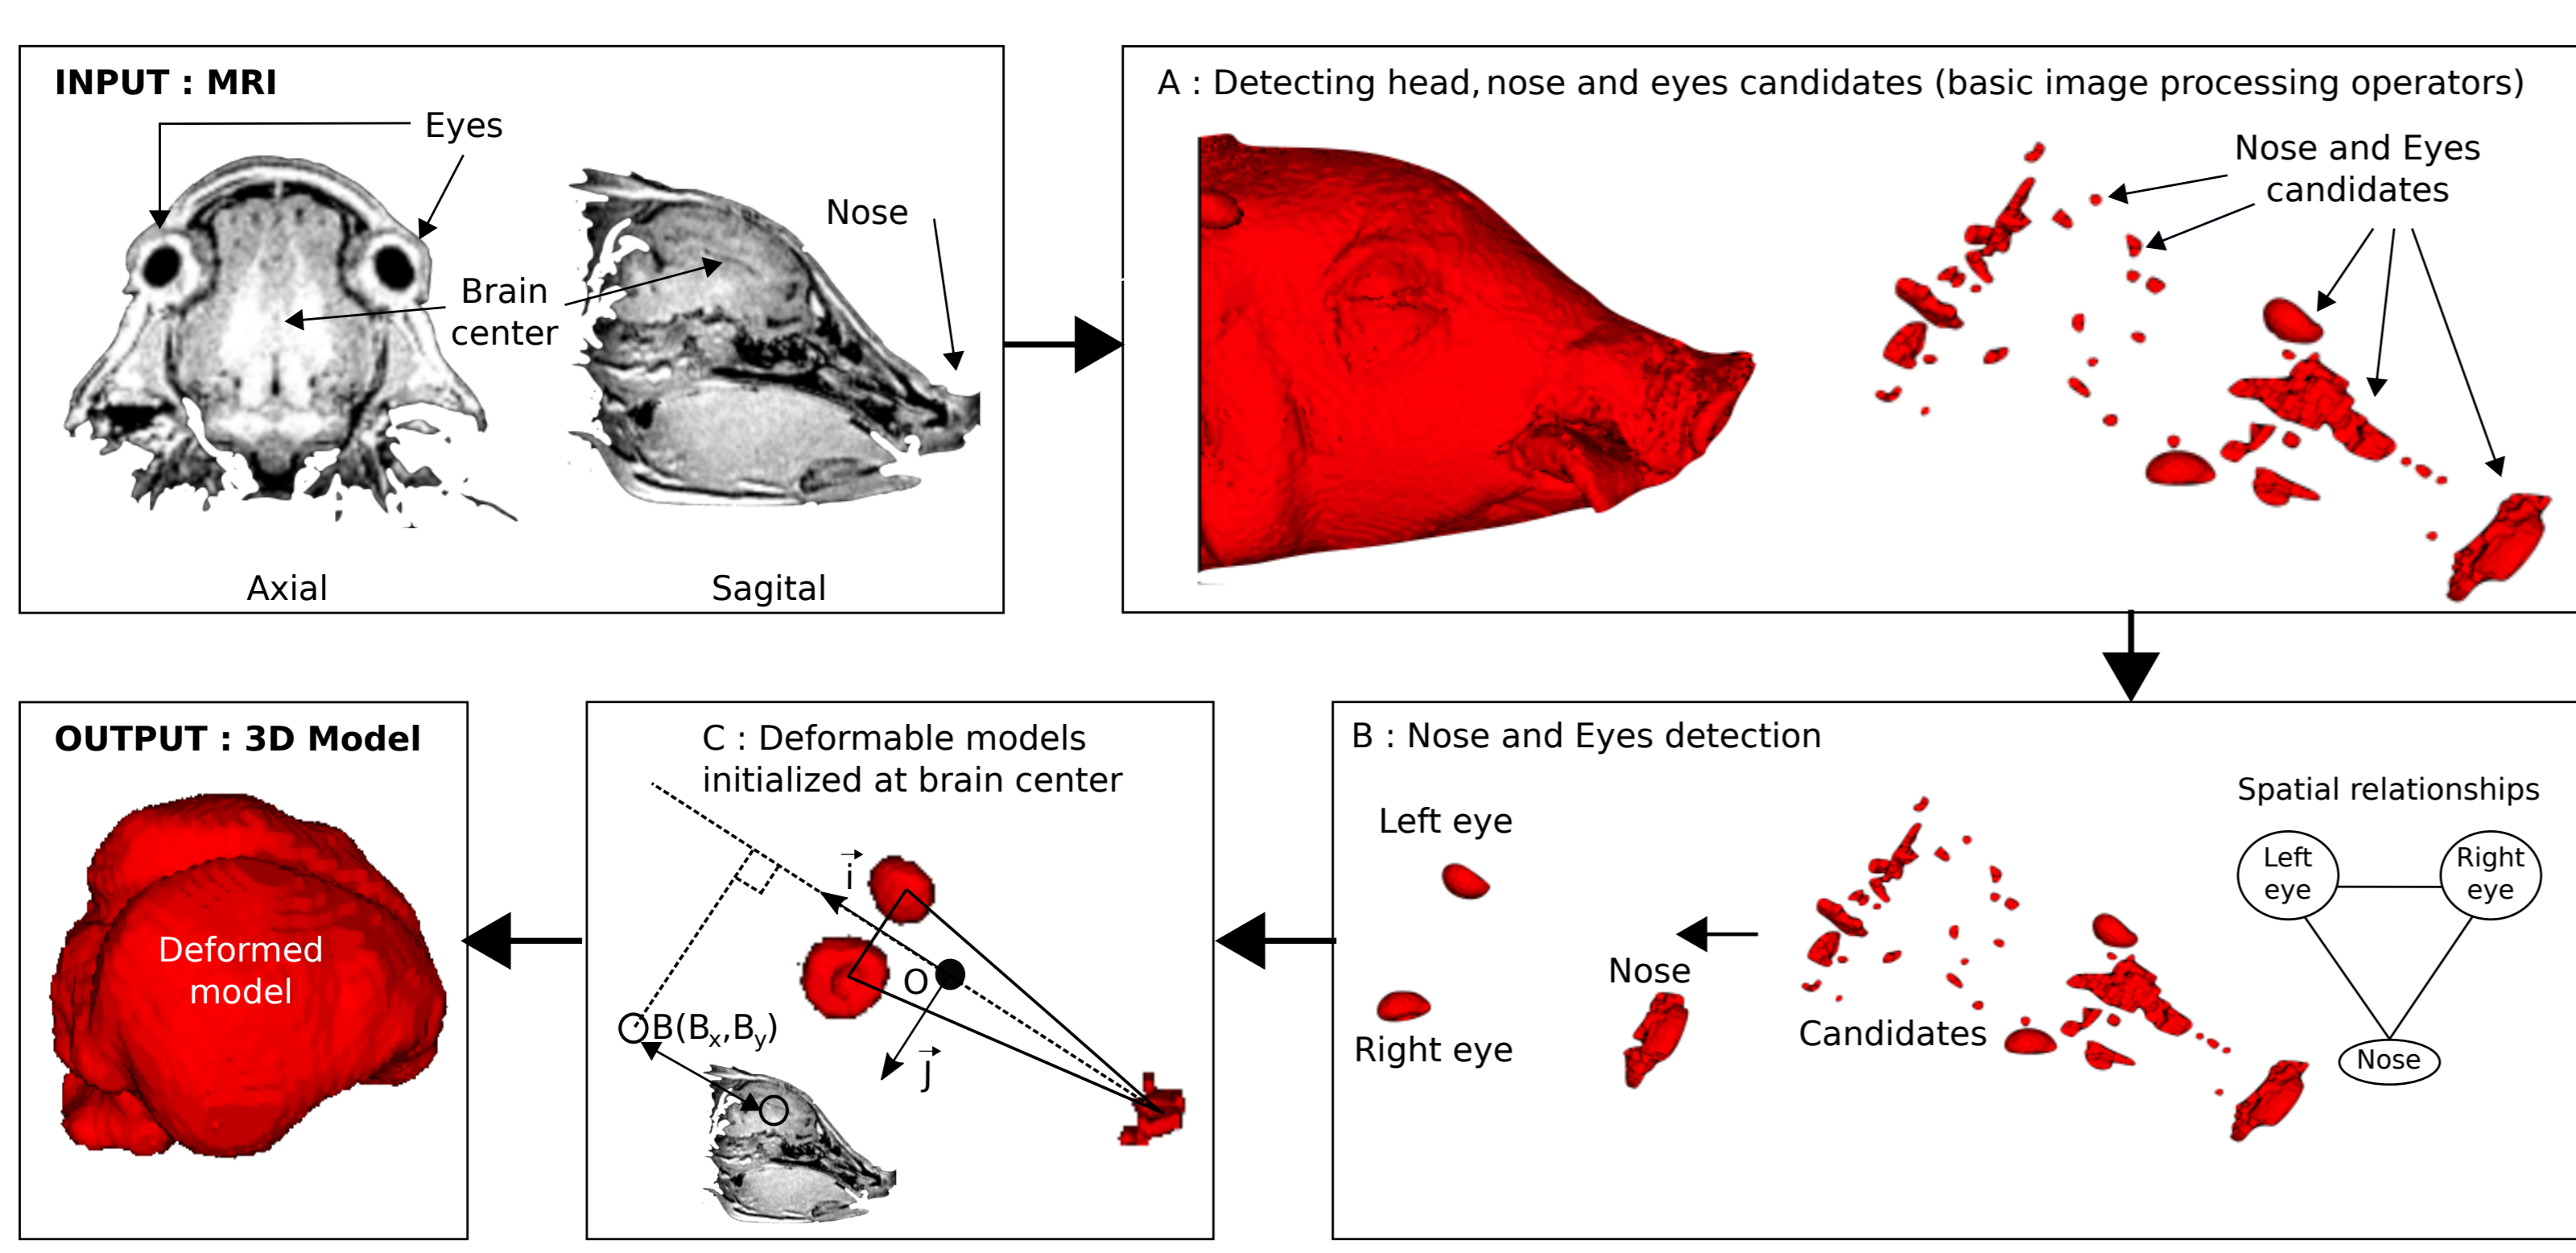 INPUT : MRI
Eyes
Nose
Brain
center
Axial
Sagital
A : Detecting head, nose and eyes candidates (basic image processing operators)
Nose and Eyes
candidates
B : Nose and Eyes detection
Left eye
Right eye
Nose
Candidates
Spatial relationships
Left
eye
Right
eye
Nose
C : Deformable models
initialized at brain center
i
O
J
B(Bx,By)
OUTPUT : 3D Model
Deformed
model